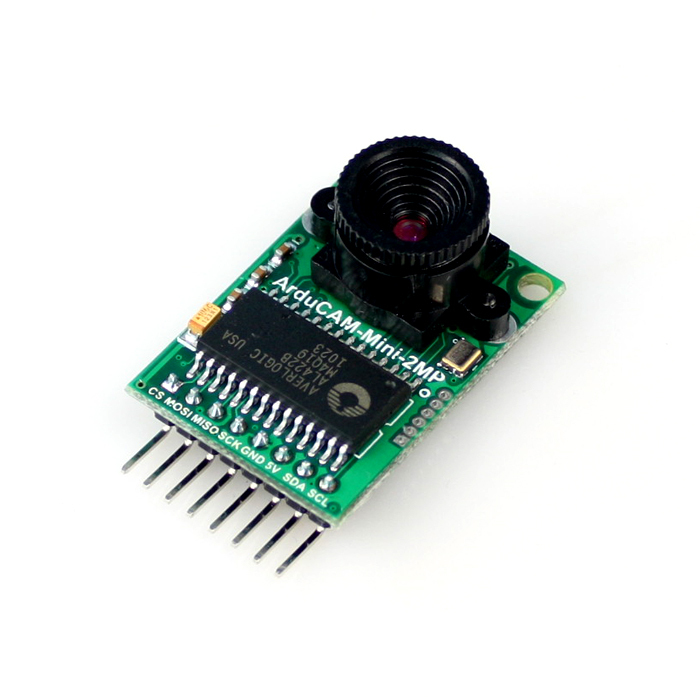 ArduCAM-Mini-2MP
AVERLOGIC USA
AL422B
M4Q19
1023
CS MOSI MISO SCK GND 5V SDA SCL